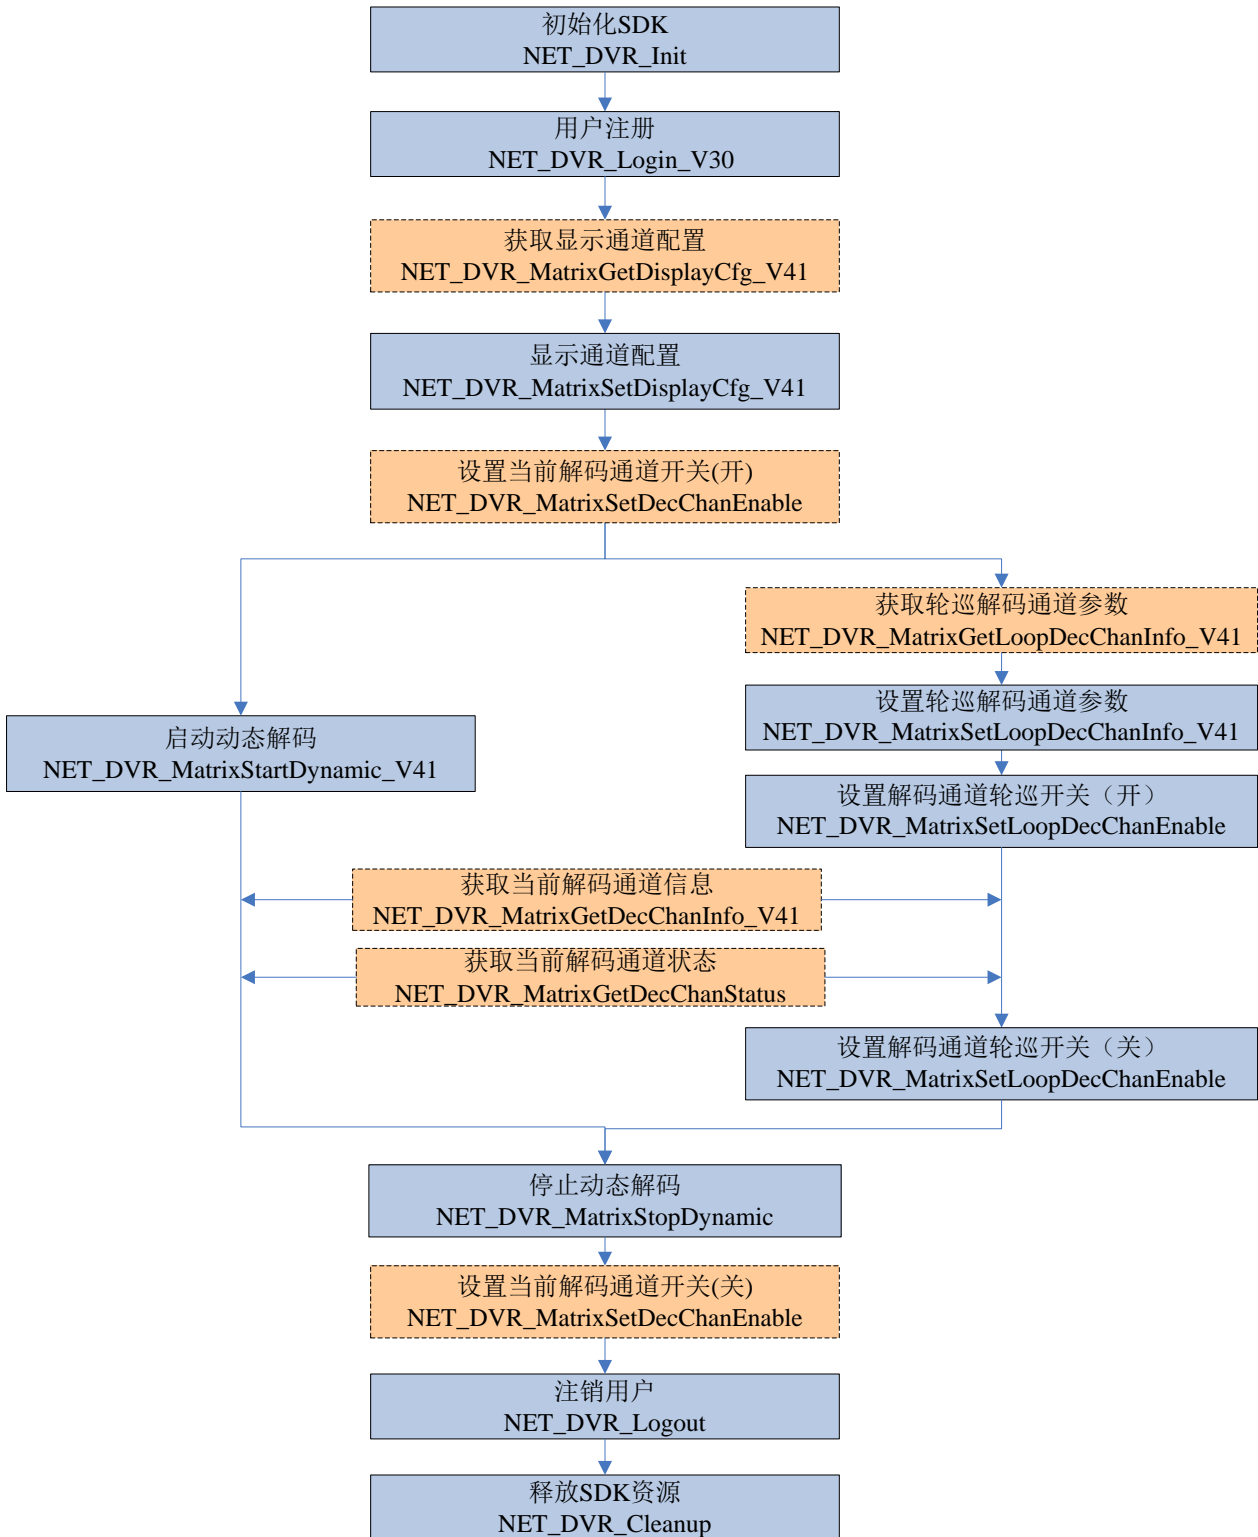 初始化SDK
NET_DVR_Init
用户注册
NET_DVR_Login_V30
获取显示通道配置
NET_DVR_MatrixGetDisplayCfg_V41
显示通道配置
NET_DVR_MatrixSetDisplayCfg_V41
设置当前解码通道开关(开)
NET_DVR_MatrixSetDecChanEnable
获取轮巡解码通道参数
NET_DVR_MatrixGetLoopDecChanInfo_V41
设置轮巡解码通道参数
NET_DVR_MatrixSetLoopDecChanInfo_V41
启动动态解码
NET_DVR_MatrixStartDynamic_V41
设置解码通道轮巡开关（开）
NET_DVR_MatrixSetLoopDecChanEnable
获取当前解码通道信息
NET_DVR_MatrixGetDecChanInfo_V41
获取当前解码通道状态
NET_DVR_MatrixGetDecChanStatus
设置解码通道轮巡开关（关）
NET_DVR_MatrixSetLoopDecChanEnable
停止动态解码
NET_DVR_MatrixStopDynamic
设置当前解码通道开关(关)
NET_DVR_MatrixSetDecChanEnable
注销用户
NET_DVR_Logout
释放SDK资源
NET_DVR_Cleanup